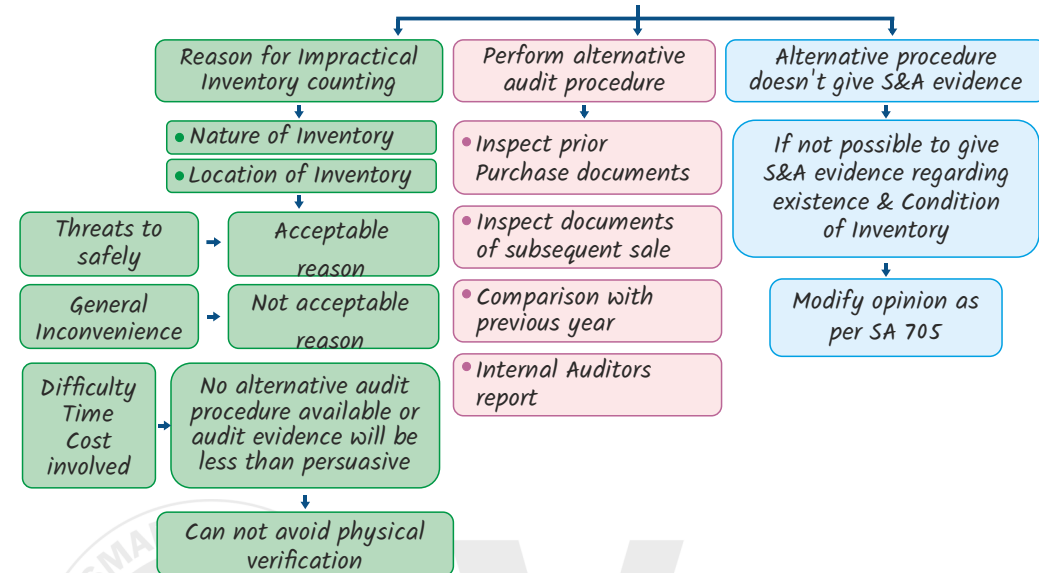 Reason for Impractical
Inventory counting
• Nature of Inventory
• Location of Inventory
Threats to
safely
Acceptable
reason
General
Inconvenience
Not acceptable
reason
Difficulty
Time
Cost
involved
No alternative audit
procedure available or
audit evidence will be
less than persuasive
Can not avoid physical
verification
Perform alternative
audit procedure
• Inspect prior
Purchase documents
• Inspect documents
of subsequent sale
• Comparison with
previous year
• Internal Auditors
report
Alternative procedure
doesn't give S&A evidence
If not possible to give
S&A evidence regarding
existence & Condition
of Inventory
Modify opinion as
per SA 705